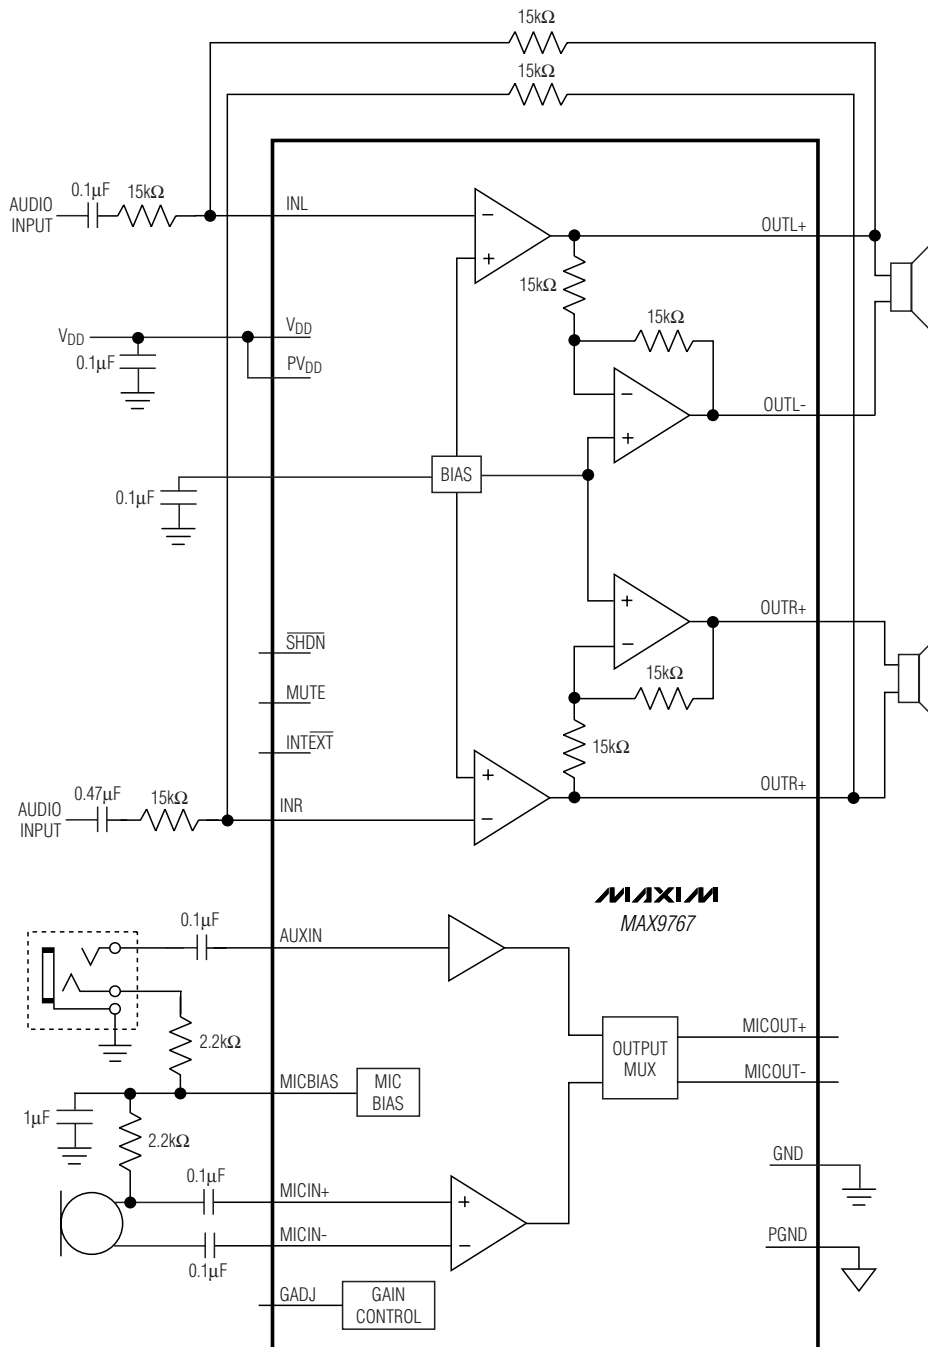 15kΩ
15kΩ
0.1µF
15kΩ
AUDIO
INPUT
INL
OUTL+
15kΩ
15kΩ
VDD
VDD
0.1µF
PVDD
OUTL-
BIAS
0.1µF
OUTR+
SHDN
15kΩ
MUTE
INTEXT
15kΩ
OUTR+
0.47µF
15kΩ
AUDIO
INPUT
INR
MAXIM
MAX9767
0.1µF
AUXIN
MICOUT+
2.2kΩ
OUTPUT
MUX
MICOUT-
MICBIAS
MIC
BIAS
1µF
2.2kΩ
GND
0.1µF
MICIN+
MICIN-
PGND
0.1µF
GADJ
GAIN
CONTROL